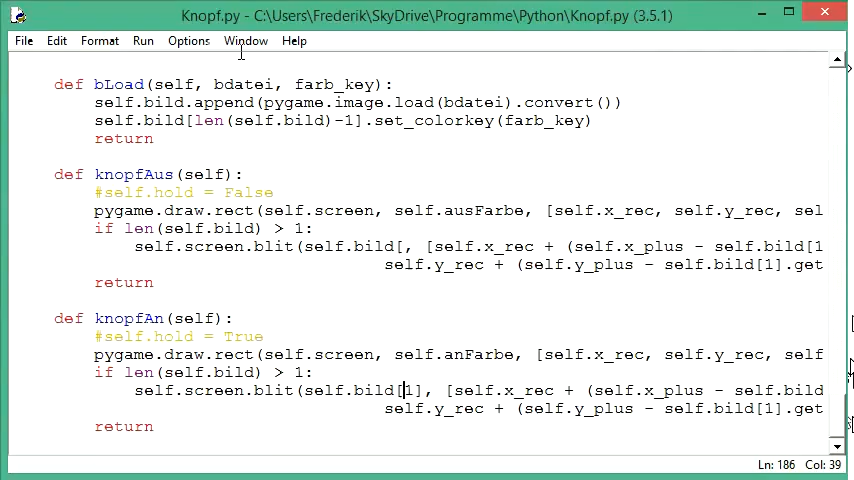 Knopf.py - C:\Users\Frederik\SkyDrive\Programme\Python\Knopf.py (3.5.1)
File Edit Format Run Options Window Help
def bLoad(self, bdatei, farb_key):
self.bild.append(pygame.image.load(bdatei).convert())
self.bild[len(self.bild)-1].set_colorkey(farb_key)
return
def knopfAus(self):
#self.hold = False
pygame.draw.rect(self.screen, self.ausFarbe, [self.x_rec, self.y_rec, sel
if len(self.bild) > 1:
self.screen.blit(self.bild[, [self.x_rec + (self.x_plus - self.bild[1
self.y_rec + (self.y_plus - self.bild[1].get
return
def knopfAn(self):
#self.hold = True
pygame.draw.rect(self.screen, self.anFarbe, [self.x_rec, self.y_rec, self
if len(self.bild) > 1:
self.screen.blit(self.bild[1], [self.x_rec + (self.x_plus - self.bild
self.y_rec + (self.y_plus - self.bild[1].get
return
Ln: 186 Col: 39